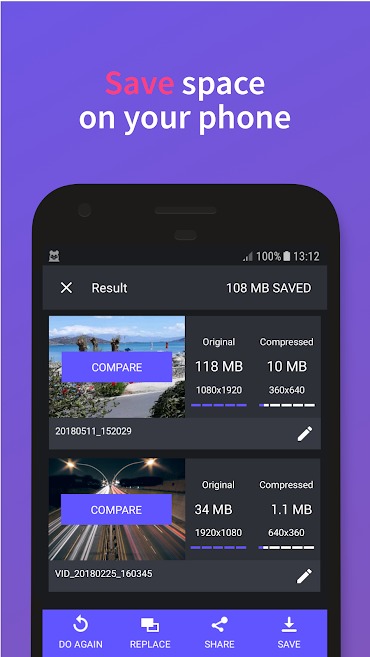 Save space
on your phone
100% 13:12
Result 108 MB SAVED
COMPARE
Original Compressed
118 MB 10 MB
1080x1920 360x640
20180511_152029
COMPARE
Original Compressed
34 MB 1.1 MB
1920x1080 640x360
VID_20180225_160345
DO AGAIN REPLACE SHARE SAVE